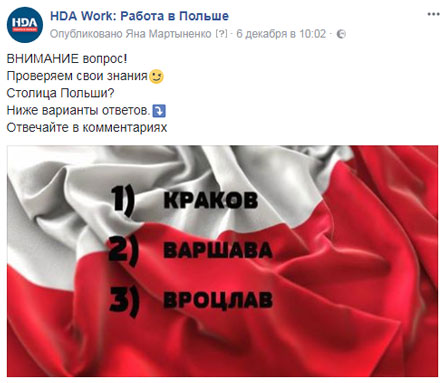 HDA
HDA Work: Работа в Польше
Опубликовано Яна Мартыненко [?] · 6 декабря в 10:02 ·
ВНИМАНИЕ вопрос!
Проверяем свои знания
Столица Польши?
Ниже варианты ответов.
Отвечайте в комментариях
1) КРАКОВ
2) ВАРШАВА
3) ВРОЦЛАВ